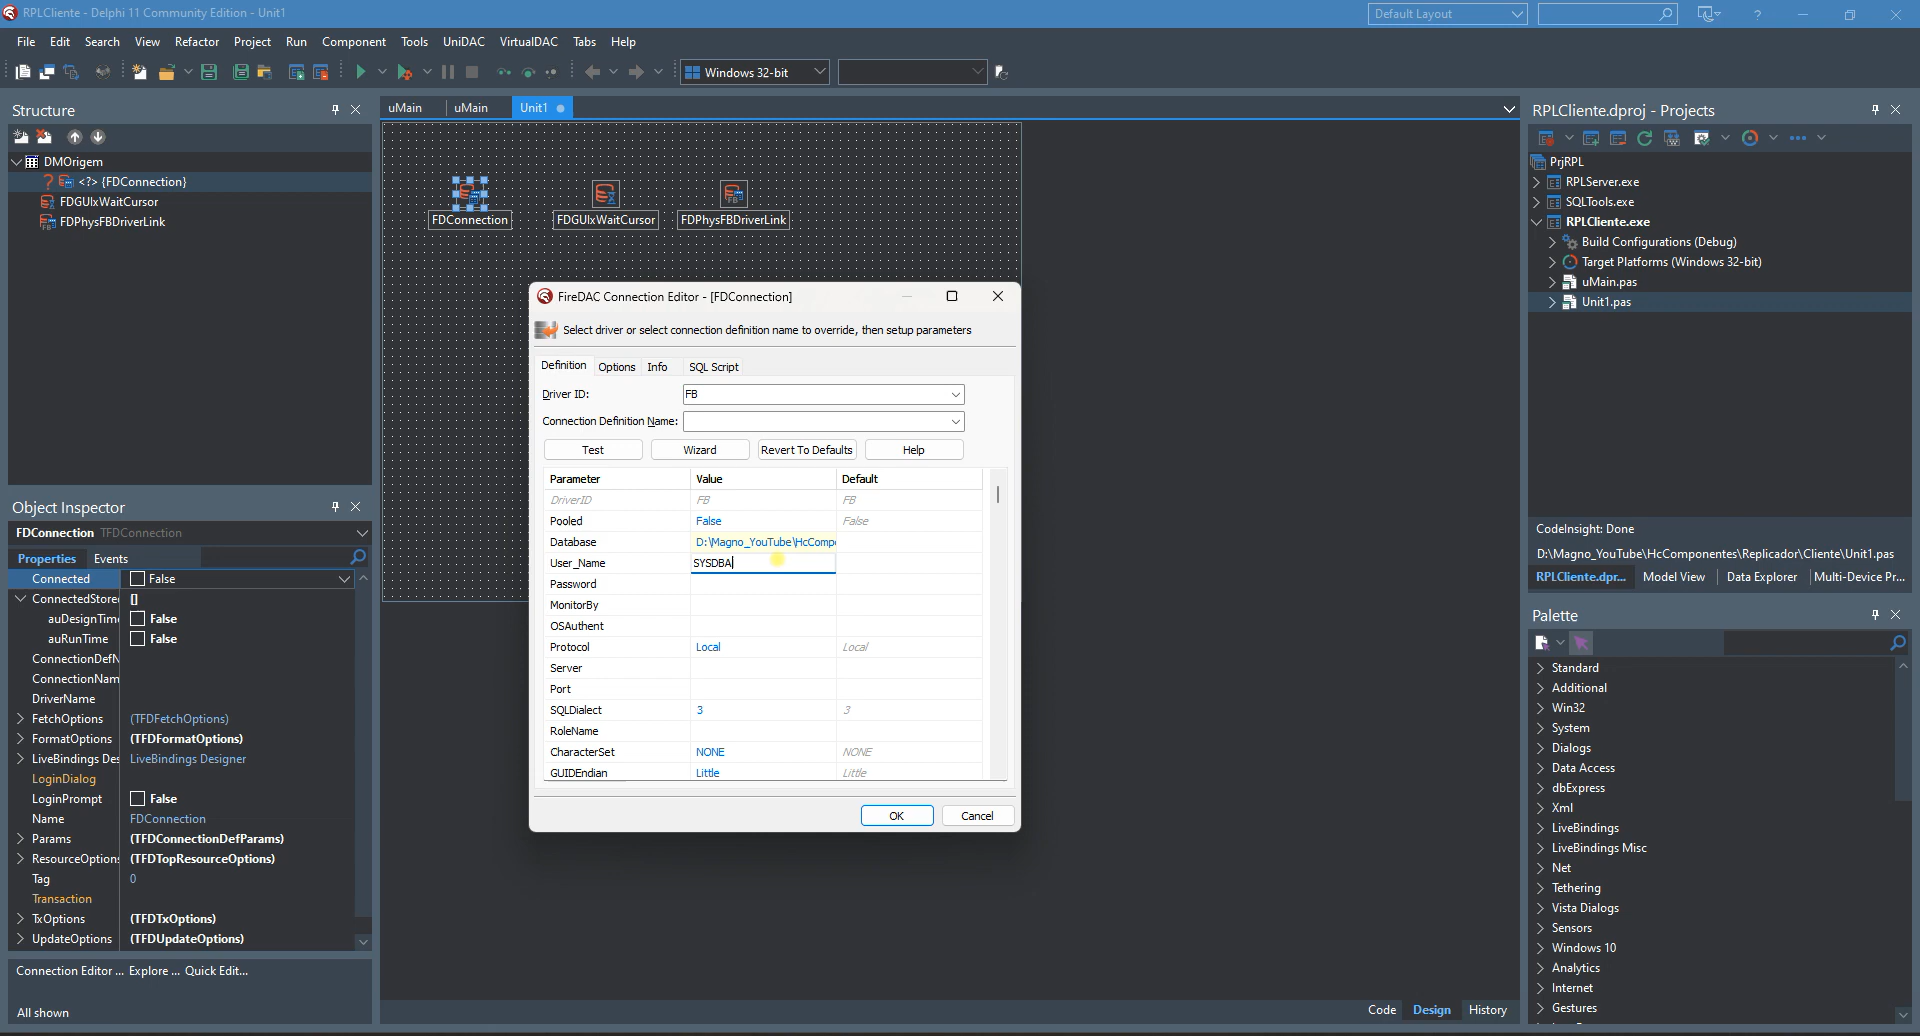 RPLCliente - Delphi 11 Community Edition - Unit1
Default Layout
?
File Edit Search View Refactor Project Run Component Tools UniDAC VirtualDAC Tabs Help
Windows 32-bit
Structure
DMOrigem
<?> {FDConnection}
FDGUIxWaitCursor
FDPhysFBDriverLink
Object Inspector
FDConnection TFDConnection
Properties Events
Connected False
ConnectedStore []
auDesignTim False
auRunTime False
ConnectionDefN
ConnectionNam
DriverName
FetchOptions (TFDFetchOptions)
FormatOptions (TFDFormatOptions)
LiveBindings Des LiveBindings Designer
LoginDialog
LoginPrompt False
Name FDConnection
Params (TFDConnectionDefParams)
ResourceOption (TFDTopResourceOptions)
Tag 0
Transaction
TxOptions (TFDTxOptions)
UpdateOptions (TFDUpdateOptions)
Connection Editor ... Explore ... Quick Edit...
All shown
uMain uMain Unit1
FDConnection FDGUIxWaitCursor FDPhysFBDriverLink
FireDAC Connection Editor - [FDConnection]
Select driver or select connection definition name to override, then setup parameters
Definition Options Info SQL Script
Driver ID: FB
Connection Definition Name:
Test Wizard Revert To Defaults Help
Parameter Value Default
DriverID FB FB
Pooled False False
Database D:\Magno_YouTube\HcCompo
User_Name SYSDBA
Password
MonitorBy
OSAuthent
Protocol Local Local
Server
Port
SQLDialect 3 3
RoleName
CharacterSet NONE NONE
GUIDEndian Little Little
OK Cancel
Code Design History
RPLCliente.dproj - Projects
PrjRPL
RPLServer.exe
SQLTools.exe
RPLCliente.exe
Build Configurations (Debug)
Target Platforms (Windows 32-bit)
uMain.pas
Unit1.pas
CodeInsight: Done
D:\Magno_YouTube\HcComponentes\Replicador\Cliente\Unit1.pas
RPLCliente.dpr... Model View Data Explorer Multi-Device Pr...
Palette
Standard
Additional
Win32
System
Dialogs
Data Access
dbExpress
Xml
LiveBindings
LiveBindings Misc
Net
Tethering
Vista Dialogs
Sensors
Windows 10
Analytics
Internet
Gestures